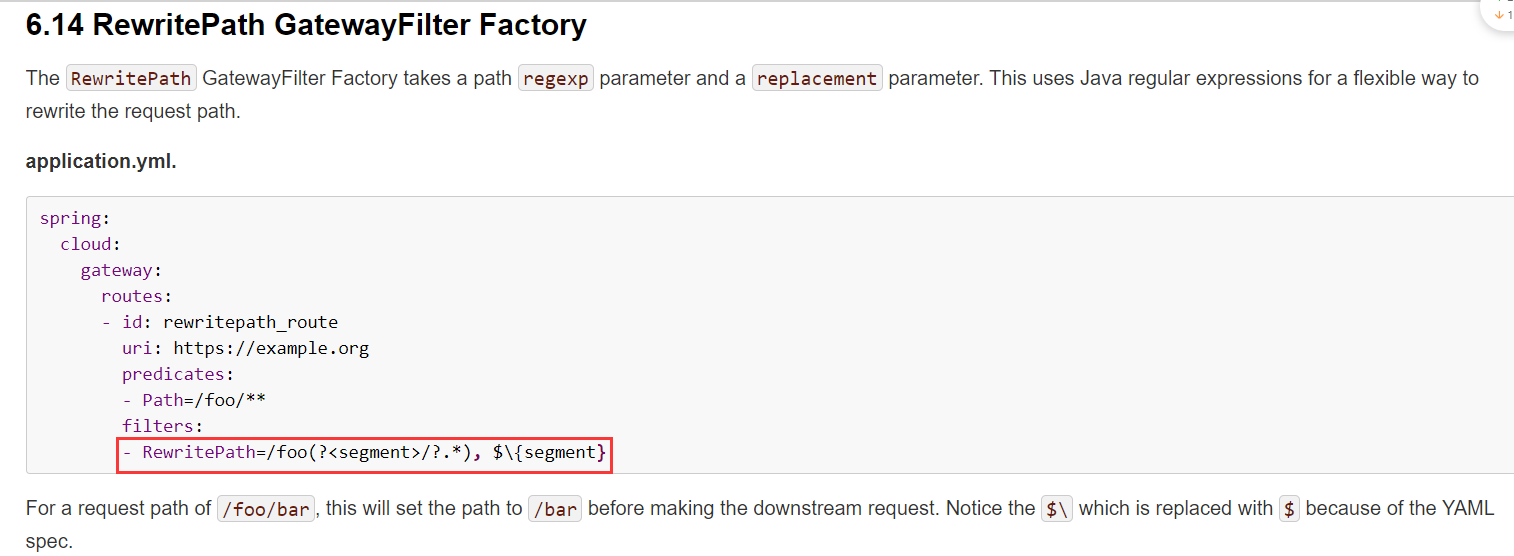 6.14 RewritePath GatewayFilter Factory
The RewritePath GatewayFilter Factory takes a path regexp parameter and a replacement parameter. This uses Java regular expressions for a flexible way to
rewrite the request path.
application.yml.
spring:
  cloud:
    gateway:
      routes:
      - id: rewritepath_route
        uri: https://example.org
        predicates:
        - Path=/foo/**
        filters:
        - RewritePath=/foo(?<segment>/?.*), $\{segment}
For a request path of /foo/bar, this will set the path to /bar before making the downstream request. Notice the $\ which is replaced with $ because of the YAML
spec.